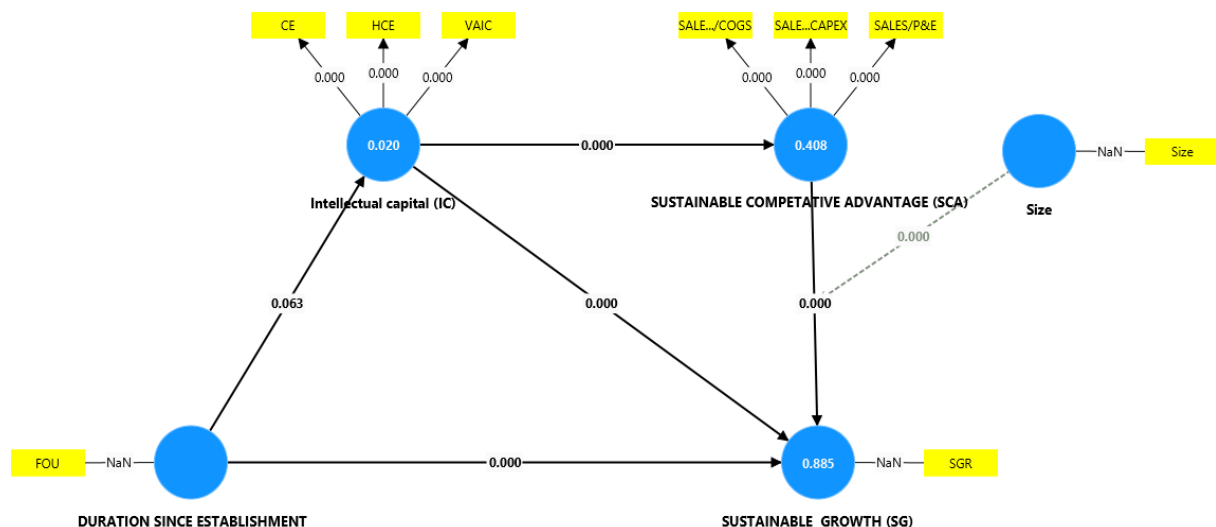 CE
HCE
VAIC
SALE.../COGS
SALE...CAPEX
SALES/P&E
0.000
0.000
0.000
0.000
0.000
0.000
0.020
0.000
0.408
NaN
Size
Intellectual capital (IC)
SUSTAINABLE COMPETATIVE ADVANTAGE (SCA)
Size
0.000
0.063
0.000
0.000
FOU
NaN
0.000
0.885
NaN
SGR
DURATION SINCE ESTABLISHMENT
SUSTAINABLE GROWTH (SG)